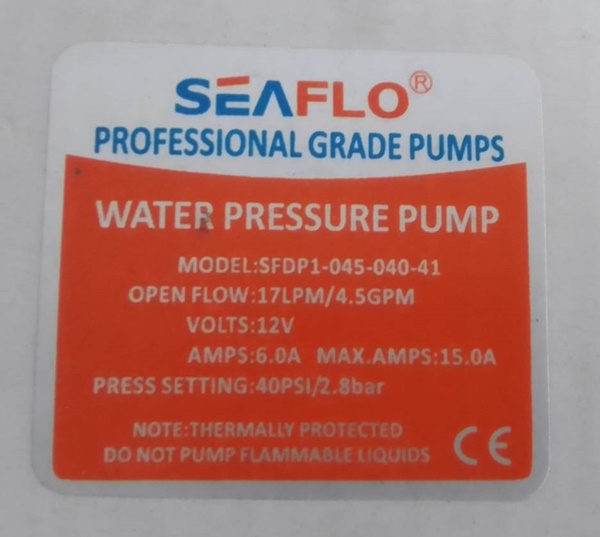 SEAFLO®
PROFESSIONAL GRADE PUMPS
WATER PRESSURE PUMP
MODEL:SFDP1-045-040-41
OPEN FLOW:17LPM/4.5GPM
VOLTS:12V
AMPS:6.0A MAX.AMPS:15.0A
PRESS SETTING:40PSI/2.8bar
NOTE:THERMALLY PROTECTED
DO NOT PUMP FLAMMABLE LIQUIDS CE